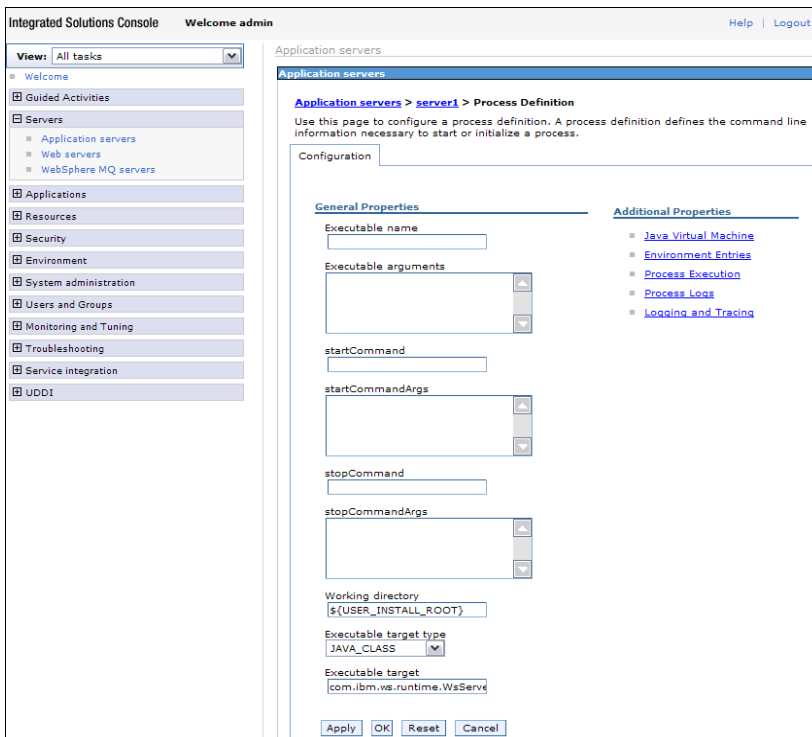 Integrated Solutions Console Welcome admin Help | Logout
View: All tasks
Welcome
Guided Activities
Servers
Application servers
Web servers
WebSphere MQ servers
Applications
Resources
Security
Environment
System administration
Users and Groups
Monitoring and Tuning
Troubleshooting
Service integration
UDDI
Application servers
Application servers
Application servers > server1 > Process Definition
Use this page to configure a process definition. A process definition defines the command line
information necessary to start or initialize a process.
Configuration
General Properties
Executable name
Executable arguments
startCommand
startCommandArgs
stopCommand
stopCommandArgs
Working directory
${USER_INSTALL_ROOT}
Executable target type
JAVA_CLASS
Executable target
com.ibm.ws.runtime.WsServe
Apply OK Reset Cancel
Additional Properties
Java Virtual Machine
Environment Entries
Process Execution
Process Logs
Logging and Tracing